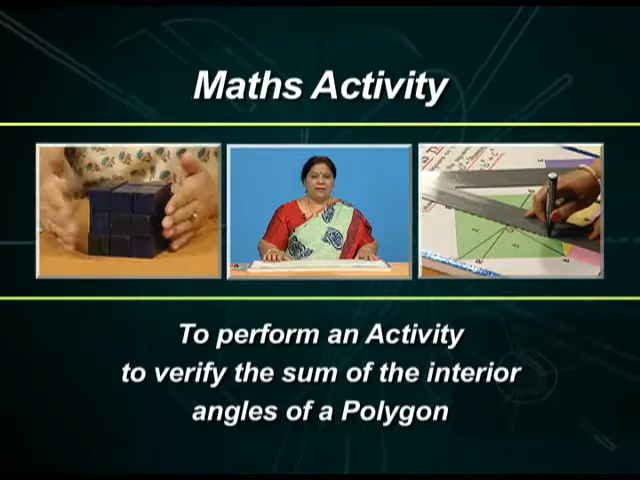 Maths Activity
To perform an Activity
to verify the sum of the interior
angles of a Polygon